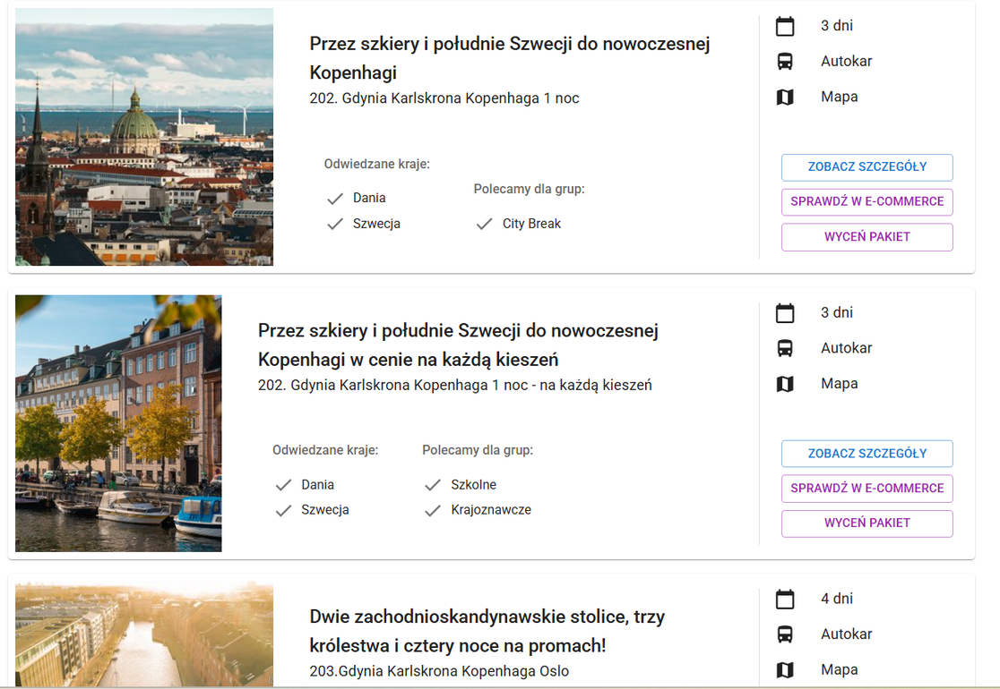 Przez szkiery i południe Szwecji do nowoczesnej
Kopenhagi
202. Gdynia Karlskrona Kopenhaga 1 noc
Odwiedzane kraje:
Dania
Szwecja
Polecamy dla grup:
City Break
3 dni
Autokar
Mapa
ZOBACZ SZCZEGÓŁY
SPRAWDŹ W E-COMMERCE
WYCEŃ PAKIET
Przez szkiery i południe Szwecji do nowoczesnej
Kopenhagi w cenie na każdą kieszeń
202. Gdynia Karlskrona Kopenhaga 1 noc - na każdą kieszeń
Odwiedzane kraje:
Dania
Szwecja
Polecamy dla grup:
Szkolne
Krajoznawcze
3 dni
Autokar
Mapa
ZOBACZ SZCZEGÓŁY
SPRAWDŹ W E-COMMERCE
WYCEŃ PAKIET
Dwie zachodnioskandynawskie stolice, trzy
królestwa i cztery noce na promach!
203.Gdynia Karlskrona Kopenhaga Oslo
4 dni
Autokar
Mapa